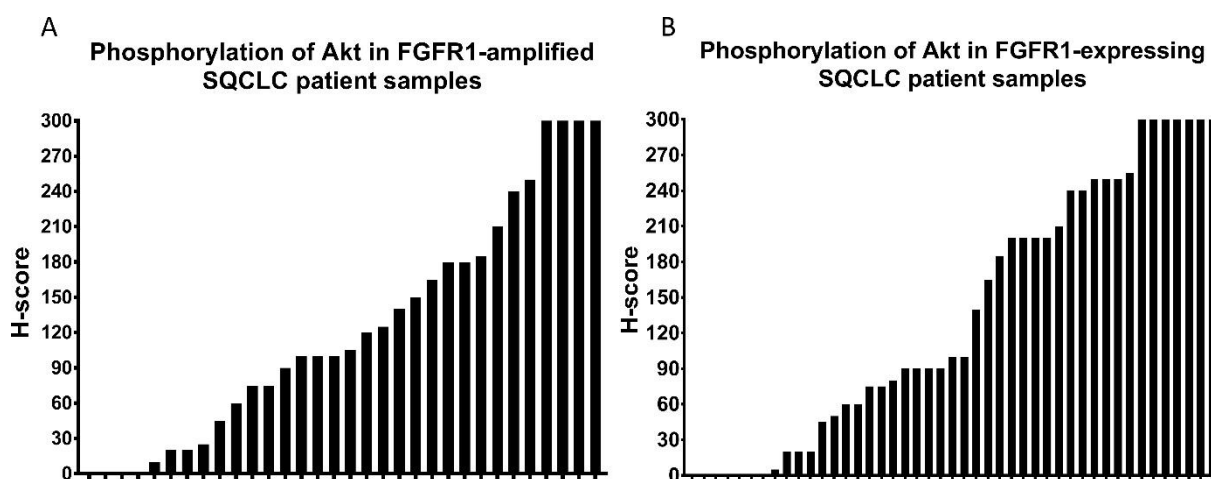 A
Phosphorylation of Akt in FGFR1-amplified
SQCLC patient samples
H-score
300
270
240
210
180
150
120
90
60
30
0
B
Phosphorylation of Akt in FGFR1-expressing
SQCLC patient samples
H-score
300
270
240
210
180
150
120
90
60
30
0